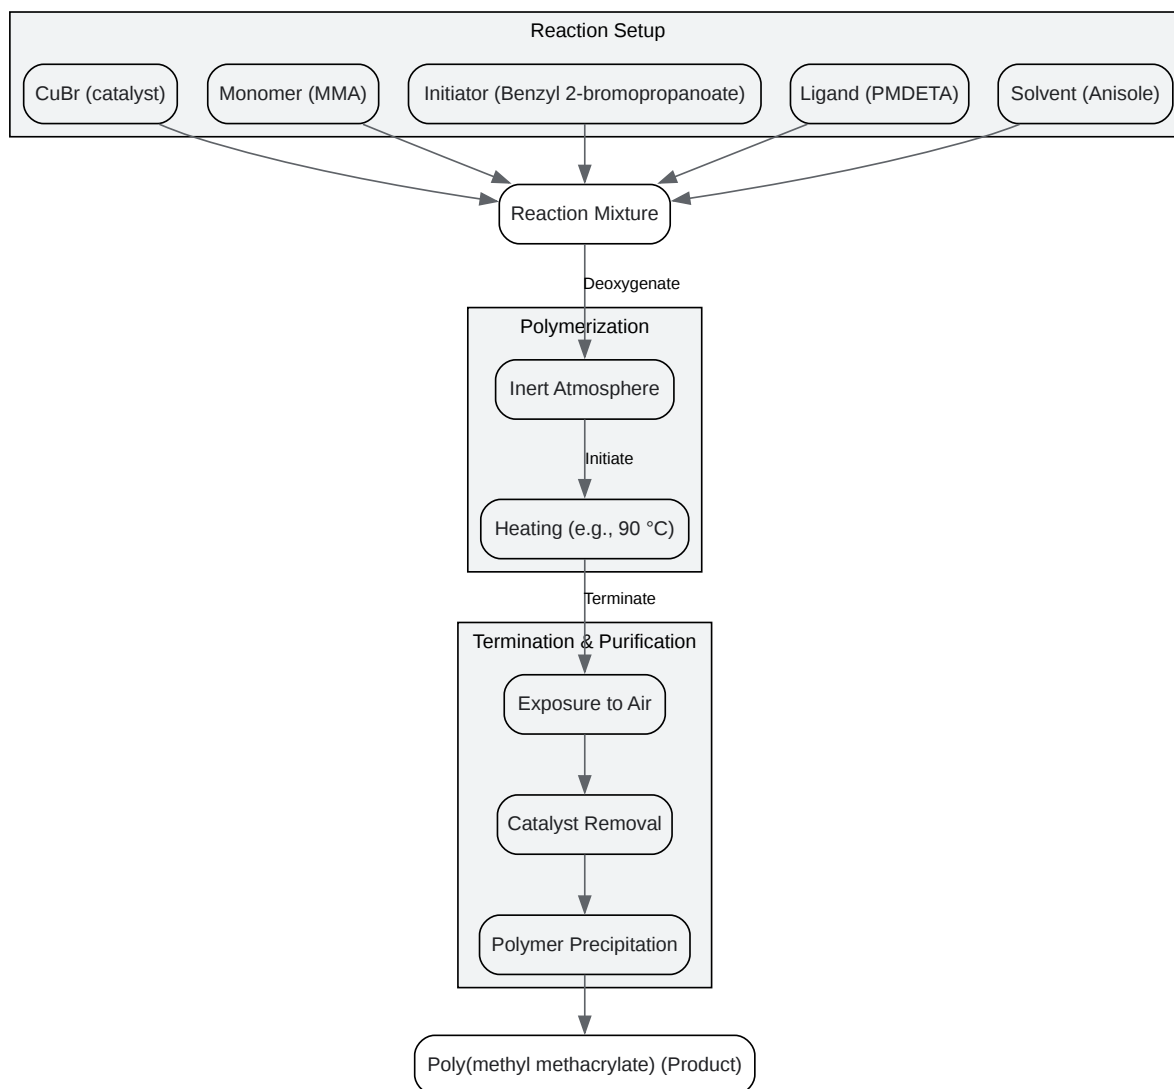 Reaction Setup
CuBr (catalyst)
Monomer (MMA)
Initiator (Benzyl 2-bromopropanoate)
Ligand (PMDETA)
Solvent (Anisole)
Reaction Mixture
Deoxygenate
Polymerization
Inert Atmosphere
Initiate
Heating (e.g., 90 °C)
Terminate
Termination & Purification
Exposure to Air
Catalyst Removal
Polymer Precipitation
Poly(methyl methacrylate) (Product)